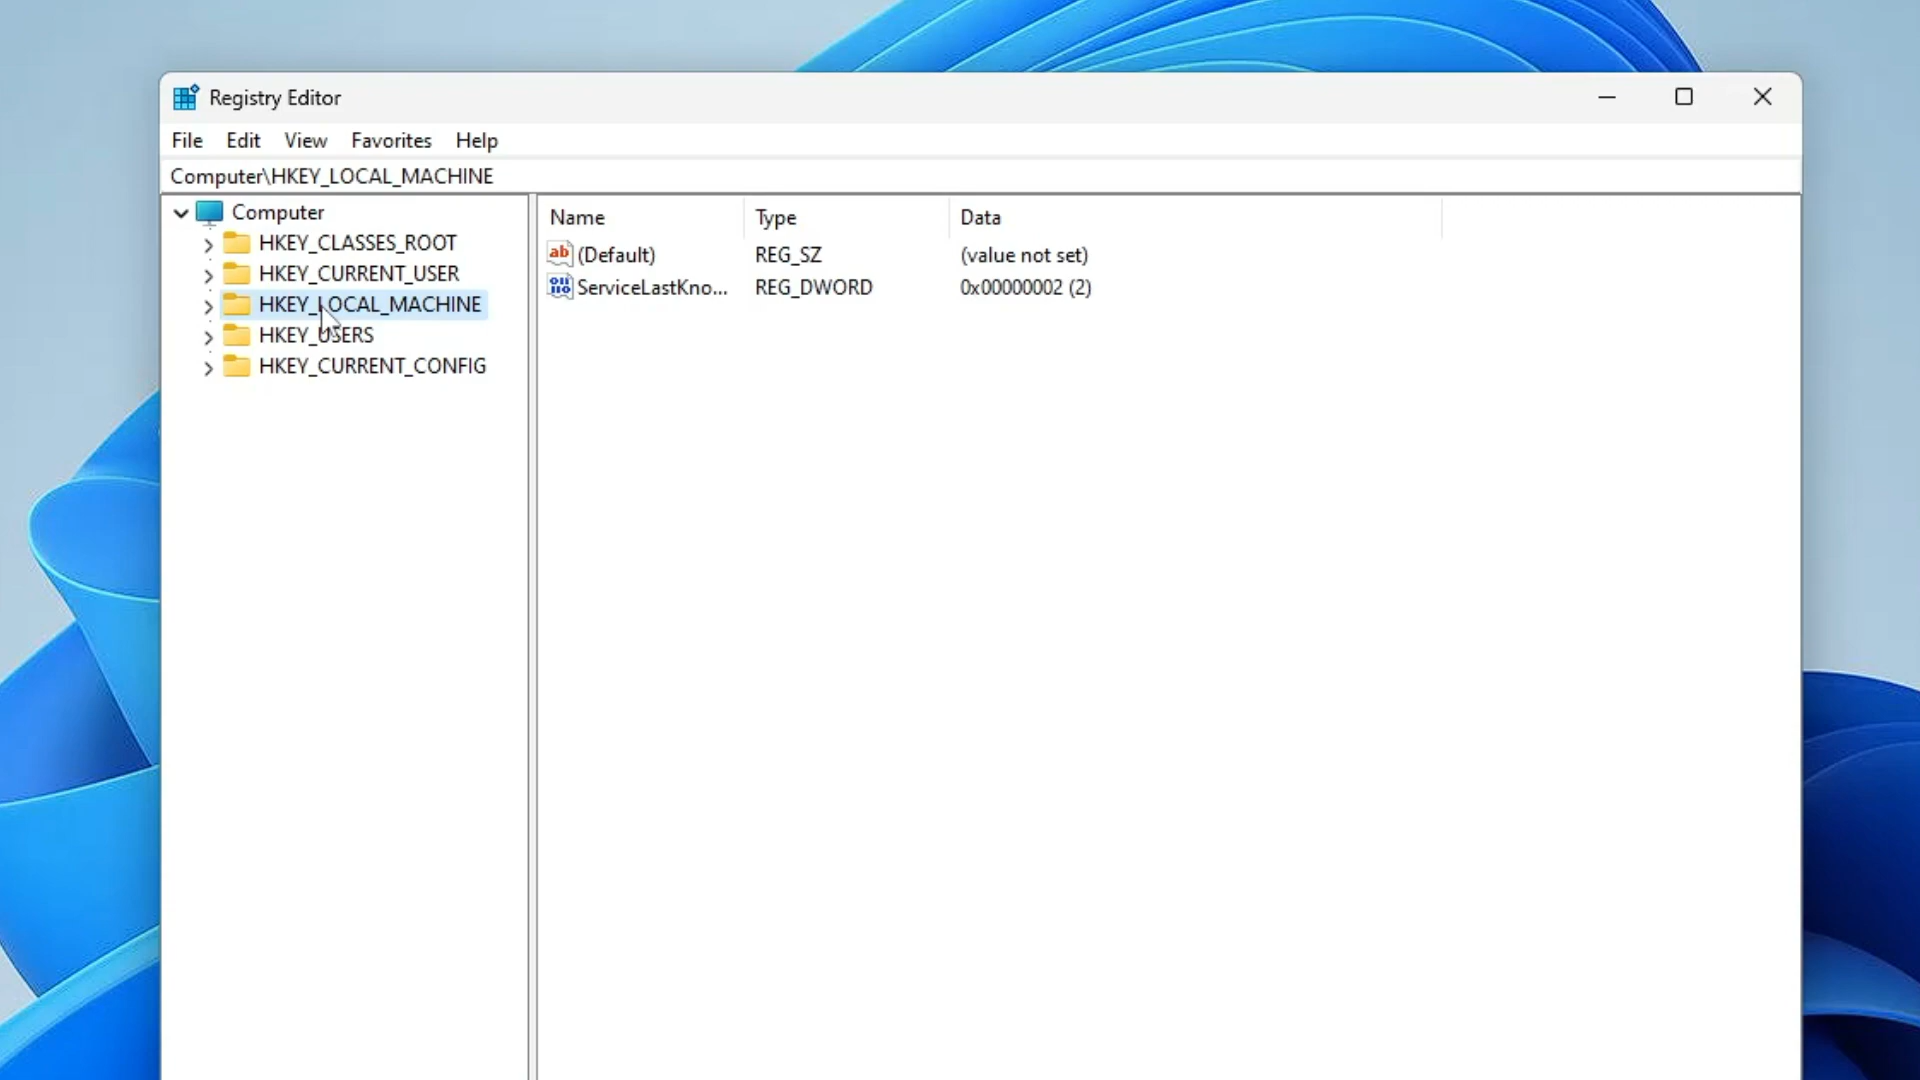 Registry Editor
File Edit View Favorites Help
Computer\HKEY_LOCAL_MACHINE
Computer
HKEY_CLASSES_ROOT
HKEY_CURRENT_USER
HKEY_LOCAL_MACHINE
HKEY_USERS
HKEY_CURRENT_CONFIG
Name Type Data
(Default) REG_SZ (value not set)
ServiceLastKno... REG_DWORD 0x00000002 (2)